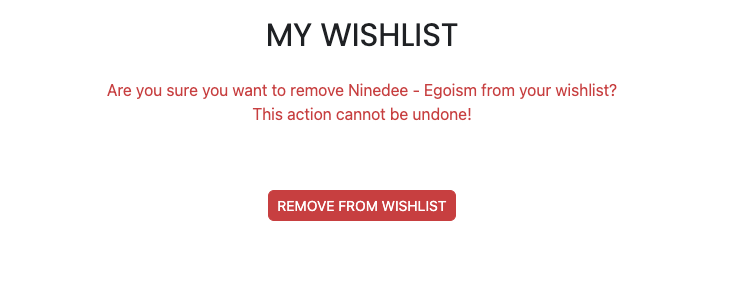 MY WISHLIST
Are you sure you want to remove Ninedee - Egoism from your wishlist?
This action cannot be undone!
REMOVE FROM WISHLIST